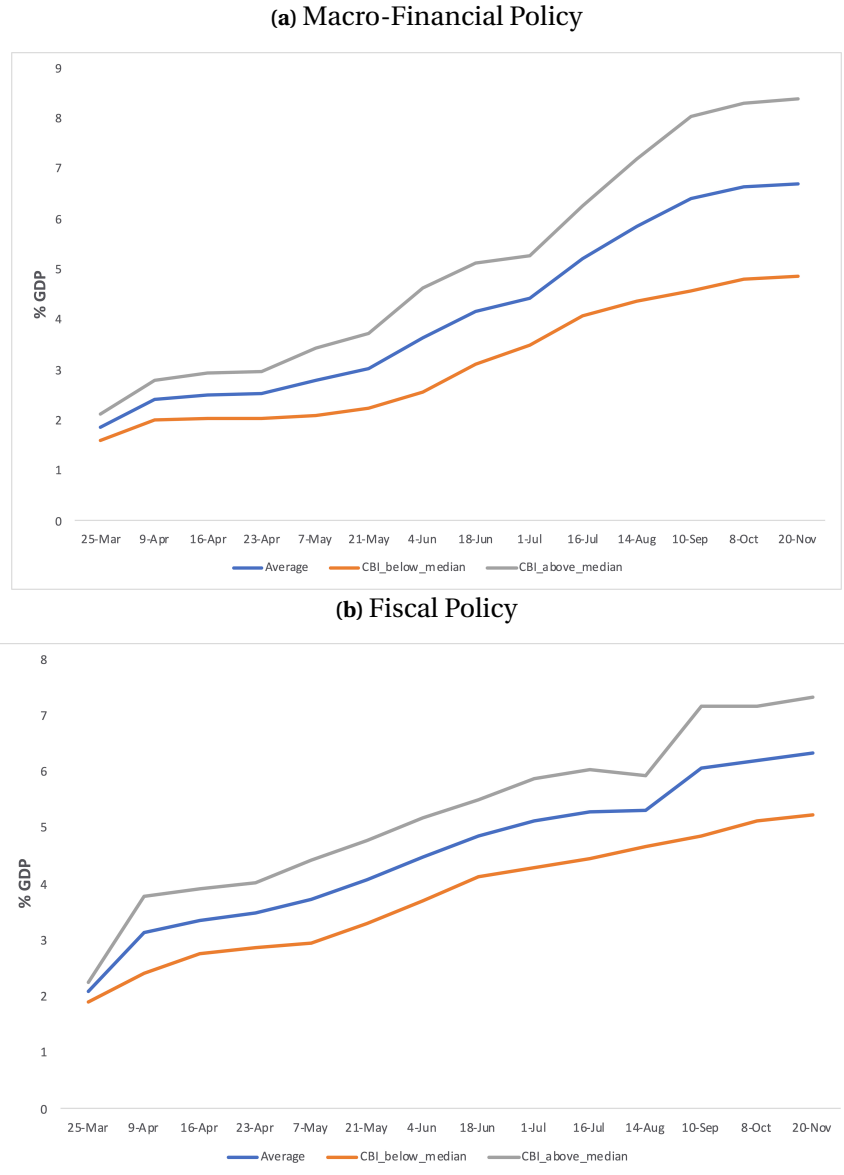 (a) Macro-Financial Policy
9
8
7
6
5
4
3
2
1
0
% GDP
25-Mar 9-Apr 16-Apr 23-Apr 7-May 21-May 4-Jun 18-Jun 1-Jul 16-Jul 14-Aug 10-Sep 8-Oct 20-Nov
Average CBI_below_median CBI_above_median
(b) Fiscal Policy
8
7
6
5
4
3
2
1
0
% GDP
25-Mar 9-Apr 16-Apr 23-Apr 7-May 21-May 4-Jun 18-Jun 1-Jul 16-Jul 14-Aug 10-Sep 8-Oct 20-Nov
Average CBI_below_median CBI_above_median